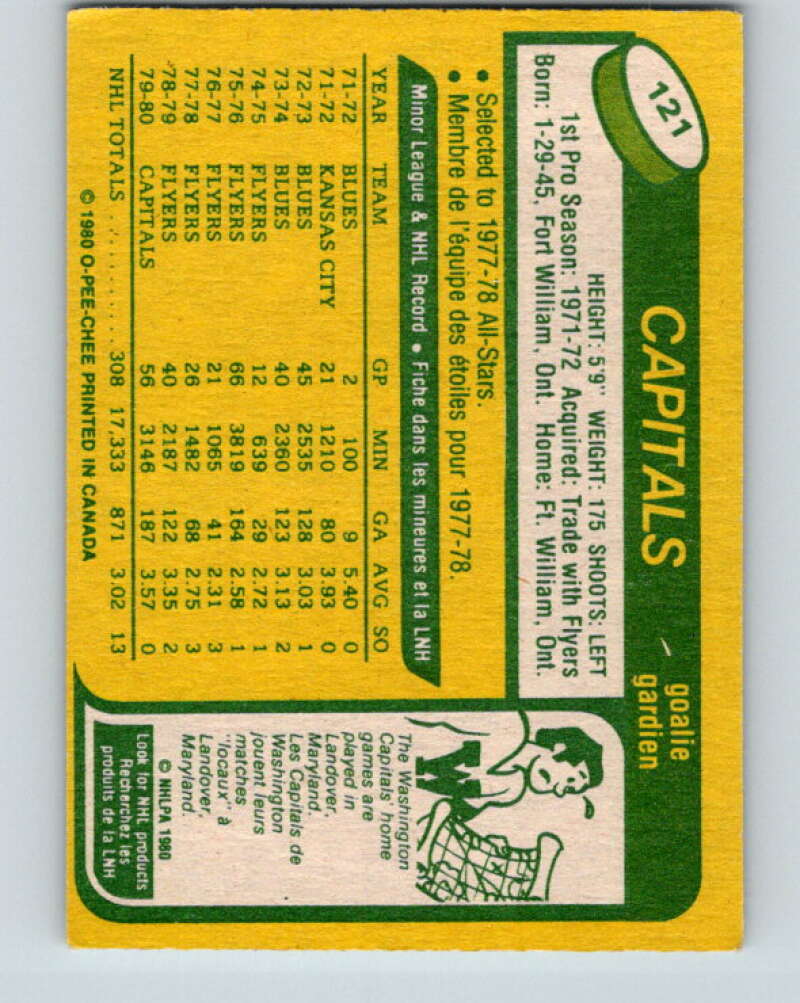 121
CAPITALS - goalie
gardien
HEIGHT: 5'9" WEIGHT: 175 SHOOTS: LEFT
1st Pro Season: 1971-72 Acquired: Trade with Flyers
Born: 1-29-45, Fort William, Ont. Home: Ft. William, Ont.
• Selected to 1977-78 All-Stars.
• Membre de l'équipe des étoiles pour 1977-78.
Minor League & NHL Record • Fiche dans les mineures et la LNH
YEAR TEAM GP MIN GA AVG SO
71-72 BLUES 2 100 9 5.40 0
71-72 KANSAS CITY 21 1210 80 3.93 0
72-73 BLUES 45 2535 128 3.03 1
73-74 BLUES 40 2360 123 3.13 2
74-75 FLYERS 12 639 29 2.72 1
75-76 FLYERS 66 3819 164 2.58 1
76-77 FLYERS 21 1065 41 2.31 3
77-78 FLYERS 26 1482 68 2.75 3
78-79 FLYERS 40 2187 122 3.35 2
79-80 CAPITALS 56 3146 187 3.57 0
NHL TOTALS .......... 308 17,333 871 3.02 13
© 1980 O-PEE-CHEE PRINTED IN CANADA
The Washington
Capitals' home
games are
played in
Landover,
Maryland.
Les Capitals de
Washington
jouent leurs
matches
"locaux" à
Landover,
Maryland.
© NHLPA 1980
Look for NHL products
Recherchez les
produits de la LNH